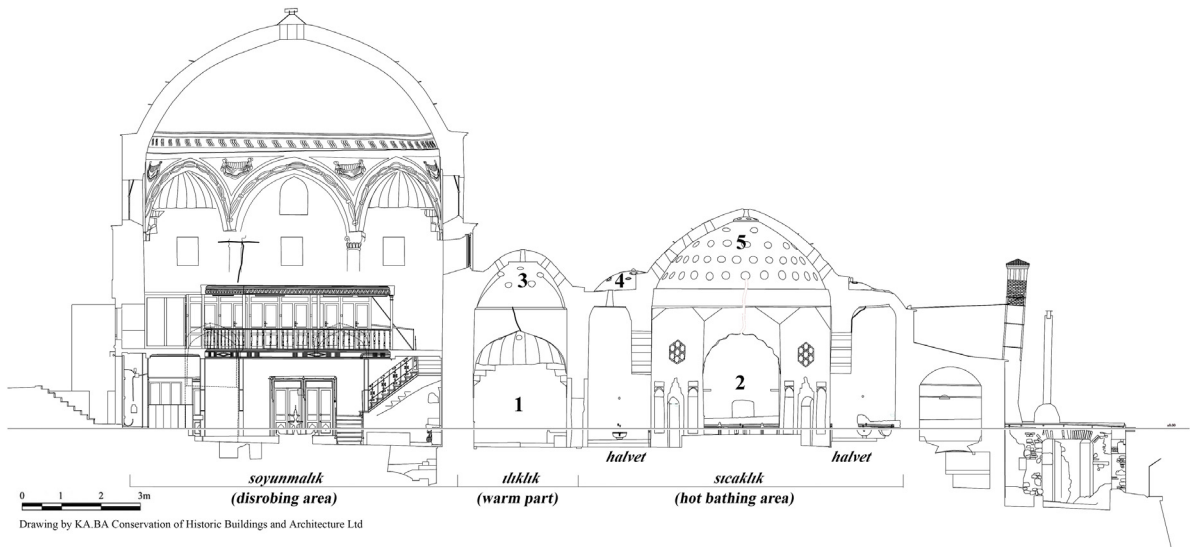 5
3
4
2
1
halvet
halvet
soyunmalık
(disrobing area)
ılıklık
(warm part)
sıcaklık
(hot bathing area)
0 1 2 3m
Drawing by KA.BA Conservation of Historic Buildings and Architecture Ltd